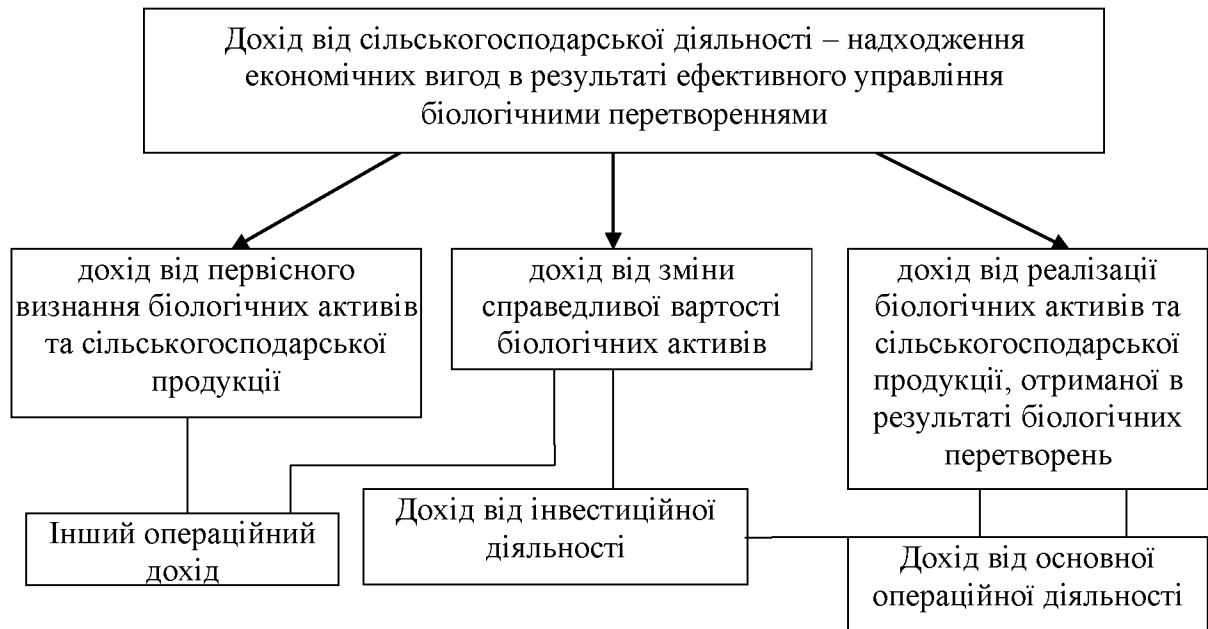 Дохід від сільськогосподарської діяльності – надходження
економічних вигод в результаті ефективного управління
біологічними перетвореннями
дохід від первісного
визнання біологічних активів
та сільськогосподарської
продукції
дохід від зміни
справедливої вартості
біологічних активів
дохід від реалізації
біологічних активів та
сільськогосподарської
продукції, отриманої в
результаті біологічних
перетворень
Інший операційний
дохід
Дохід від інвестиційної
діяльності
Дохід від основної
операційної діяльності